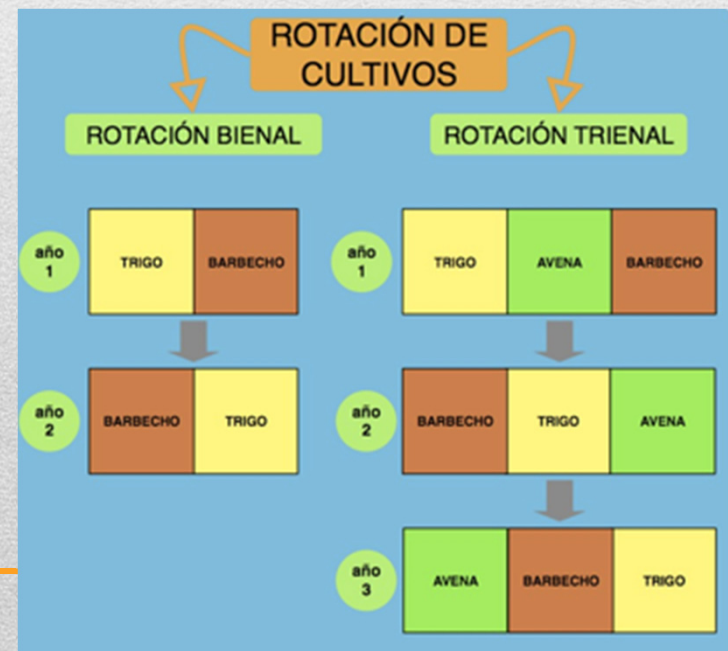 ROTACIÓN DE
CULTIVOS
ROTACIÓN BIENAL
año
1
TRIGO
BARBECHO
año
2
BARBECHO
TRIGO
ROTACIÓN TRIENAL
año
1
TRIGO
AVENA
BARBECHO
año
2
BARBECHO
TRIGO
AVENA
año
3
AVENA
BARBECHO
TRIGO